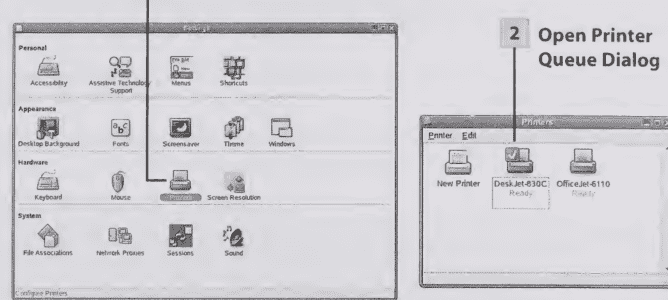 2 Open Printer
Queue Dialog
Personal
Accessibility
Assistive Technology
Support
Menus
Shortcuts
Appearance
Desktop Background
Fonts
Screensaver
Theme
Windows
Hardware
Keyboard
Mouse
Printers
Screen Resolution
System
File Associations
Network Proxies
Sessions
Sound
Configure Printers
Printers
Printer Edit
New Printer
DeskJet-630C
Ready
OfficeJet-6110
Ready